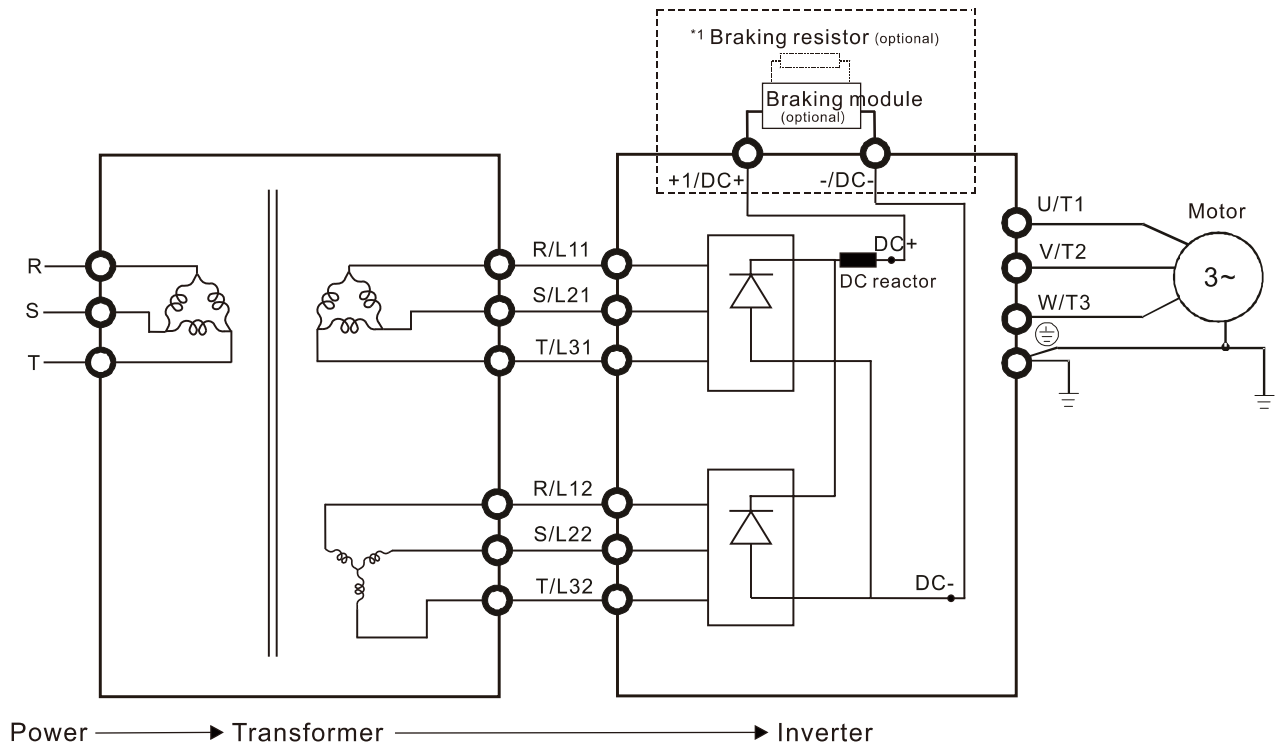 *1 Braking resistor (optional)
Braking module
(optional)
+1/DC+
-/DC-
R
S
T
R/L11
S/L21
T/L31
R/L12
S/L22
T/L32
DC+
DC reactor
DC-
U/T1
V/T2
W/T3
Motor
3~
Power
Transformer
Inverter